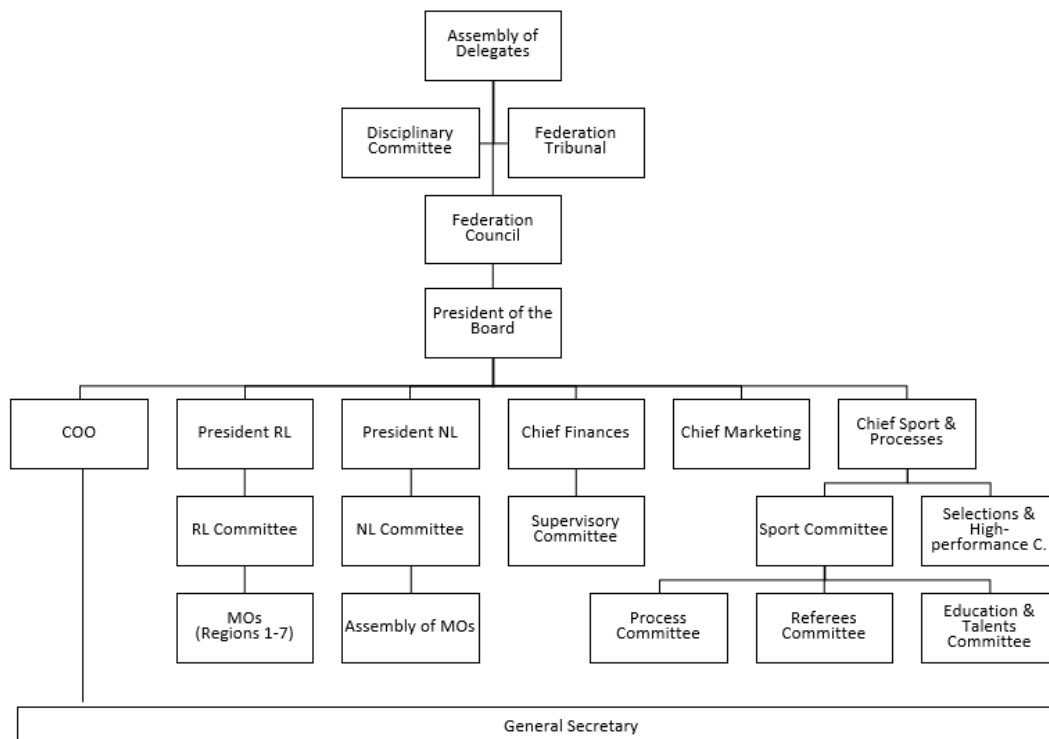 Assembly of
Delegates
Disciplinary
Committee
Federation
Tribunal
Federation
Council
President of the
Board
COO
President RL
President NL
Chief Finances
Chief Marketing
Chief Sport &
Processes
RL Committee
NL Committee
Supervisory
Committee
Sport Committee
Selections &
High-
performance C.
MOs
(Regions 1-7)
Assembly of MOs
Process
Committee
Referees
Committee
Education &
Talents
Committee
General Secretary